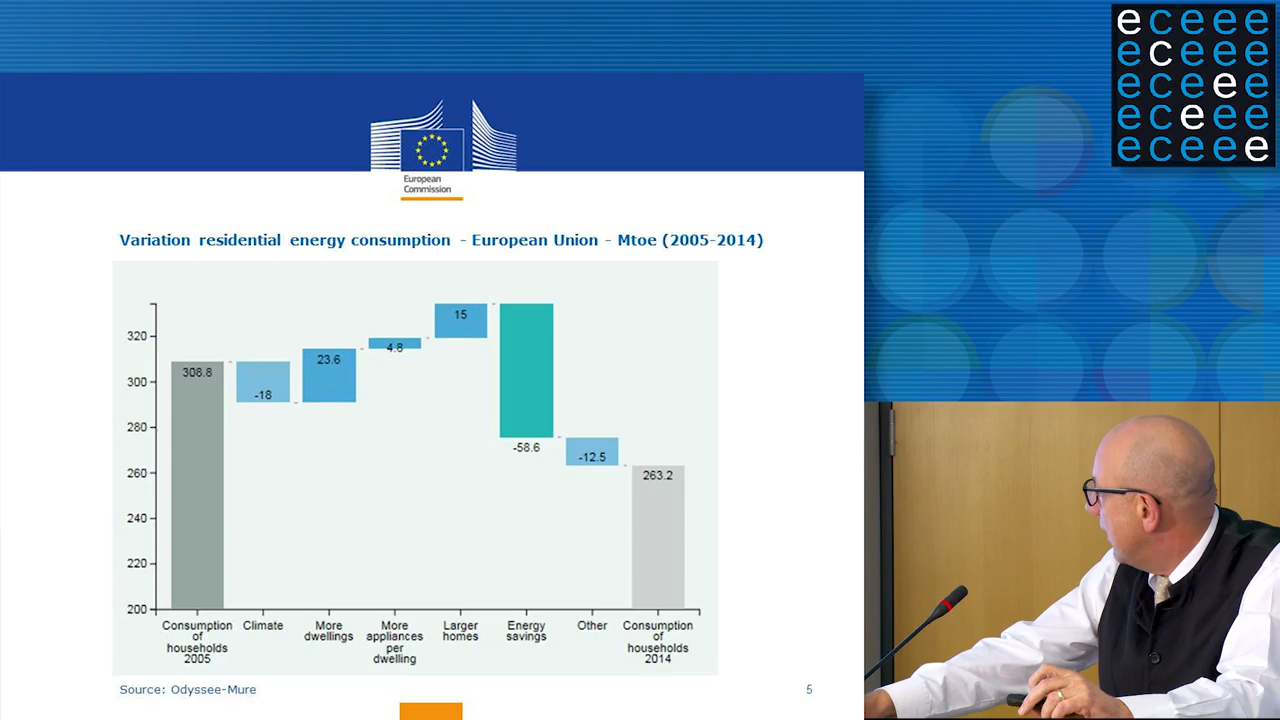 eceee
eceee
eceee
eceee
eceee
European
Commission
Variation residential energy consumption - European Union - Mtoe (2005-2014)
320
300
280
260
240
220
200
308.8
-18
23.6
4.8
15
-58.6
-12.5
263.2
Consumption
of
households
2005
Climate
More
dwellings
More
appliances
per
dwelling
Larger
homes
Energy
savings
Other
Consumption
of
households
2014
Source: Odyssee-Mure
5